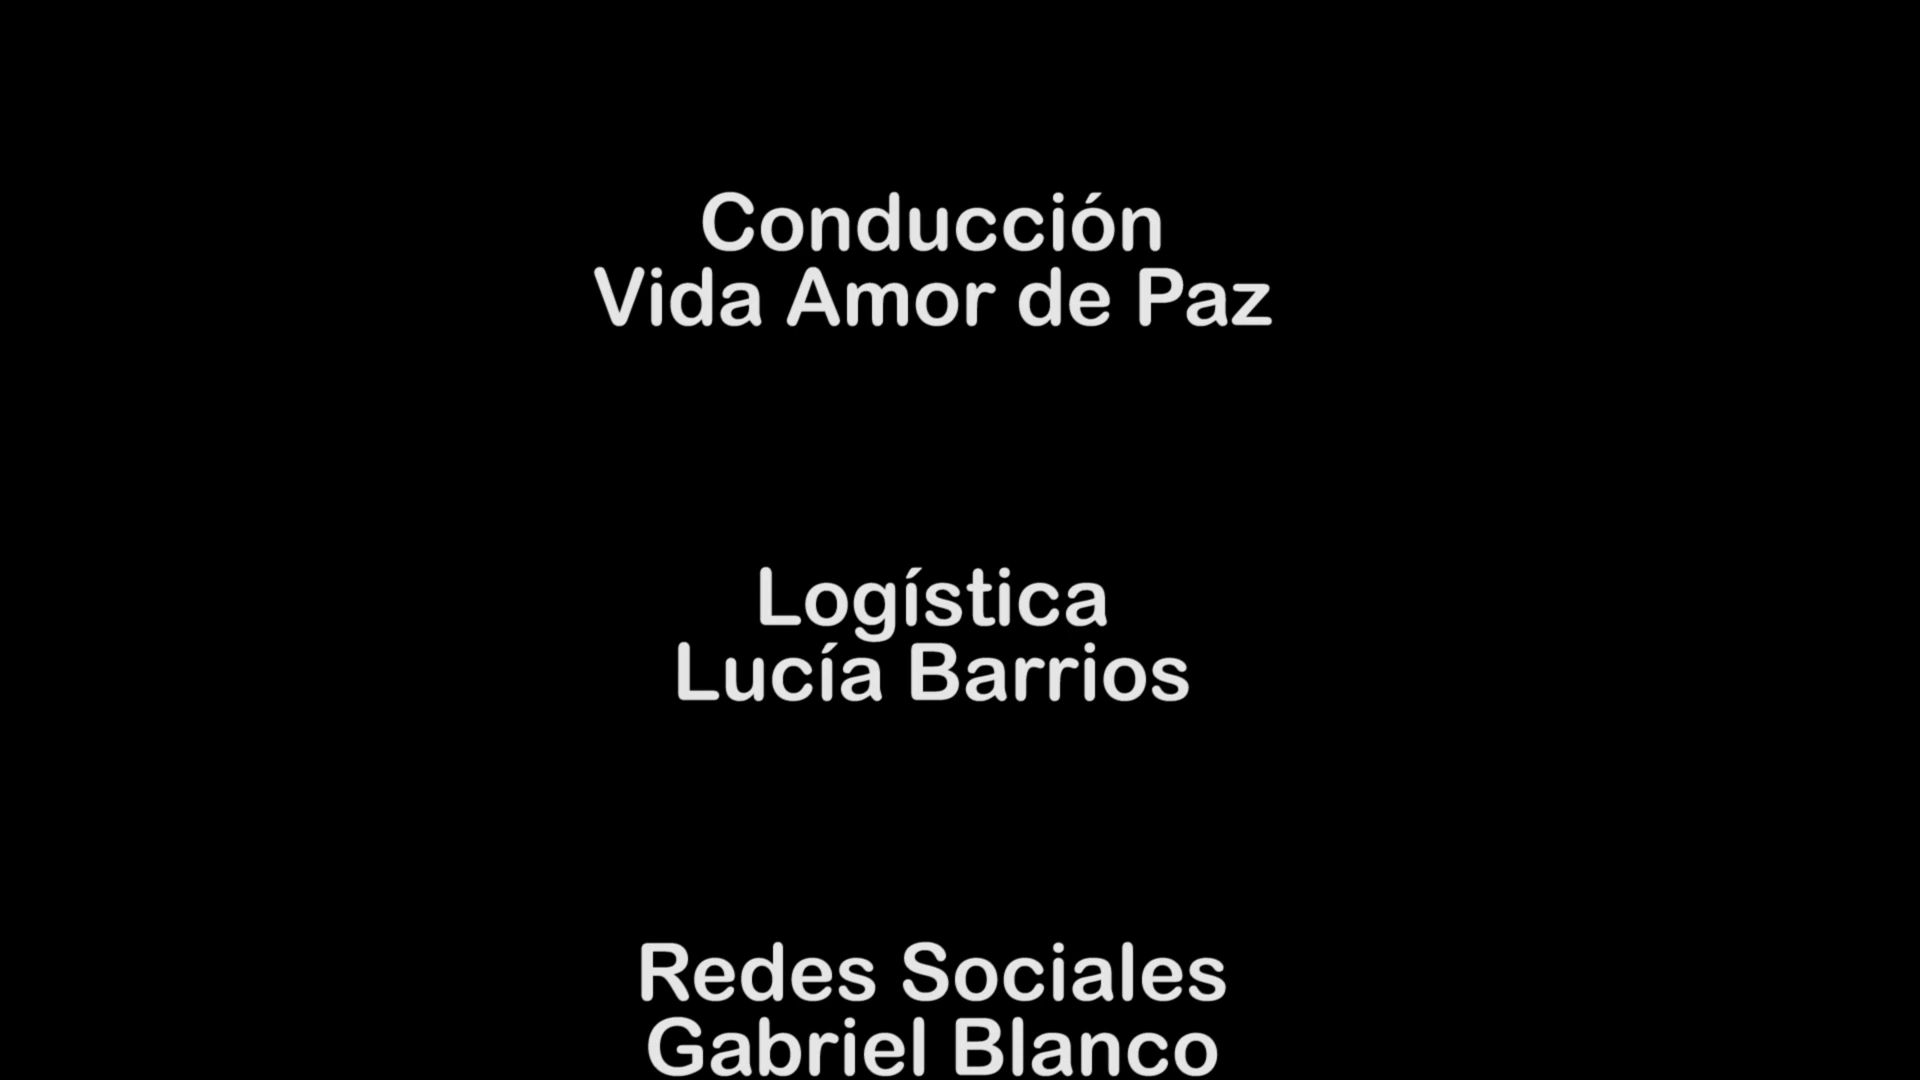 Conducción
Vida Amor de Paz
Logística
Lucía Barrios
Redes Sociales
Gabriel Blanco